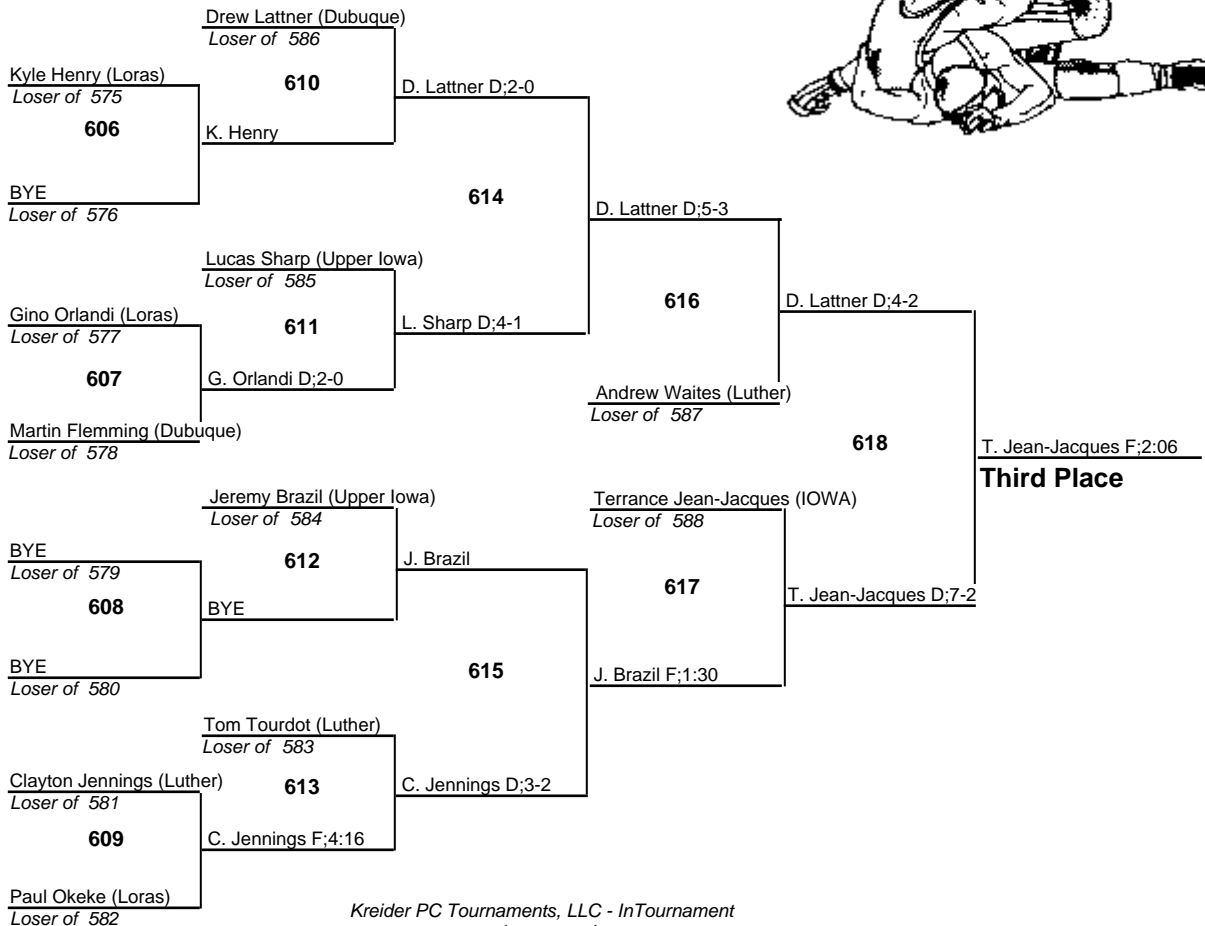 Drew Lattner (Dubuque)
Loser of 586
Kyle Henry (Loras)
Loser of 575
610
D. Lattner D;2-0
606
K. Henry
BYE
Loser of 576
614
D. Lattner D;5-3
Lucas Sharp (Upper Iowa)
Loser of 585
Gino Orlandi (Loras)
Loser of 577
611
L. Sharp D;4-1
616
D. Lattner D;4-2
607
G. Orlandi D;2-0
Andrew Waites (Luther)
Loser of 587
Martin Flemming (Dubuque)
Loser of 578
618
T. Jean-Jacques F;2:06
Third Place
Jeremy Brazil (Upper Iowa)
Loser of 584
Terrance Jean-Jacques (IOWA)
Loser of 588
BYE
Loser of 579
612
J. Brazil
617
608
BYE
T. Jean-Jacques D;7-2
BYE
Loser of 580
615
J. Brazil F;1:30
Tom Tourdot (Luther)
Loser of 583
Clayton Jennings (Luther)
Loser of 581
613
C. Jennings D;3-2
609
C. Jennings F;4:16
Paul Okeke (Loras)
Loser of 582
Kreider PC Tournaments, LLC - InTournament